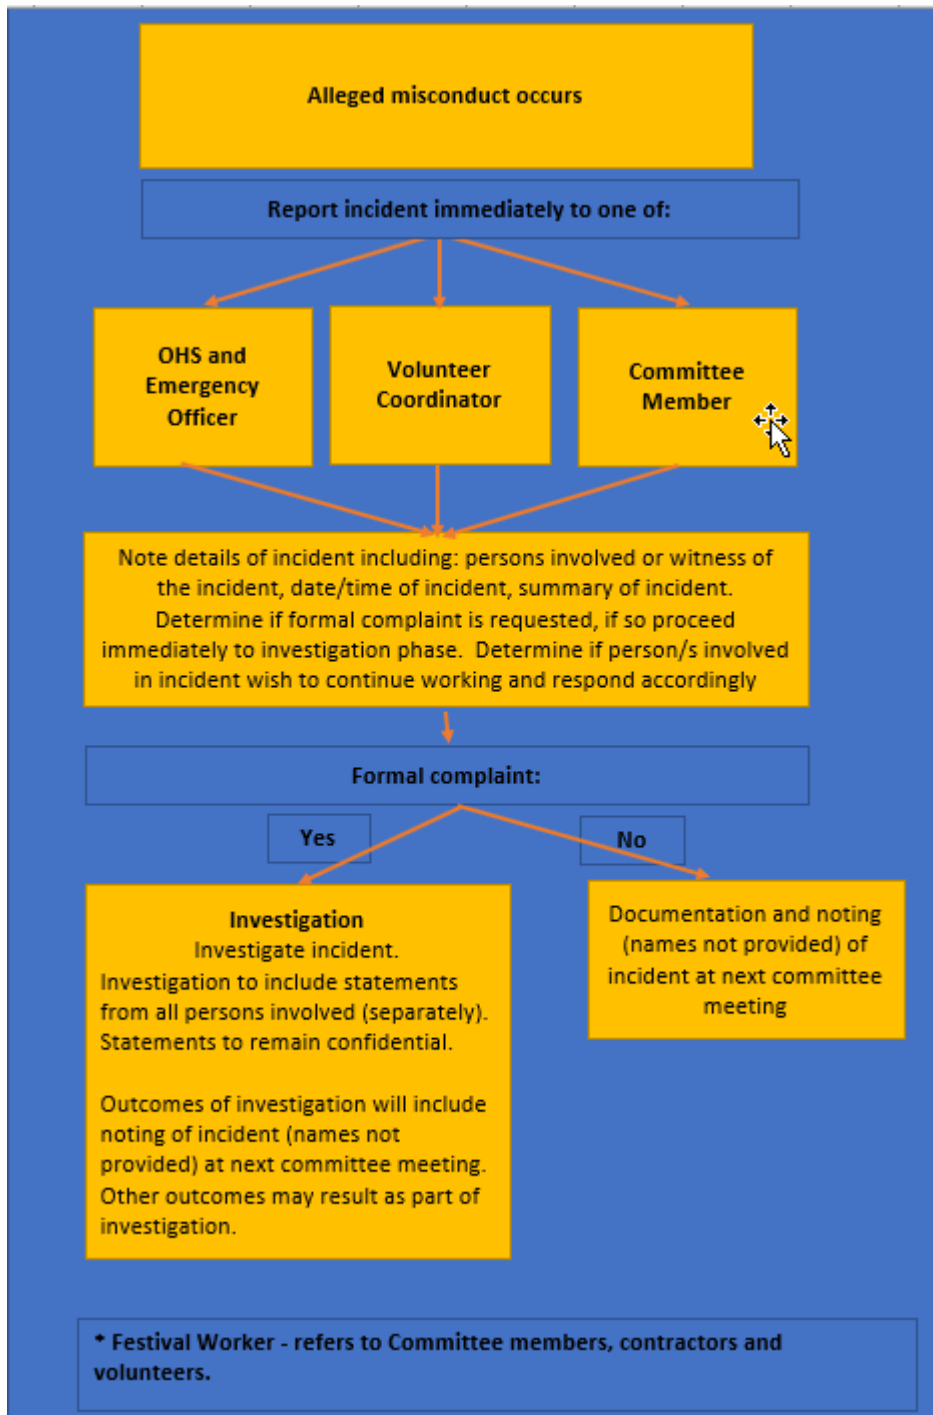 Alleged misconduct occurs
Report incident immediately to one of:
OHS and
Emergency
Officer
Volunteer
Coordinator
Committee
Member
Note details of incident including: persons involved or witness of
the incident, date/time of incident, summary of incident.
Determine if formal complaint is requested, if so proceed
immediately to investigation phase.  Determine if person/s involved
in incident wish to continue working and respond accordingly
Formal complaint:
Yes
No
Investigation
Investigate incident.
Investigation to include statements
from all persons involved (separately).
Statements to remain confidential.
Outcomes of investigation will include
noting of incident (names not
provided) at next committee meeting.
Other outcomes may result as part of
investigation.
Documentation and noting
(names not provided) of
incident at next committee
meeting
* Festival Worker - refers to Committee members, contractors and
volunteers.